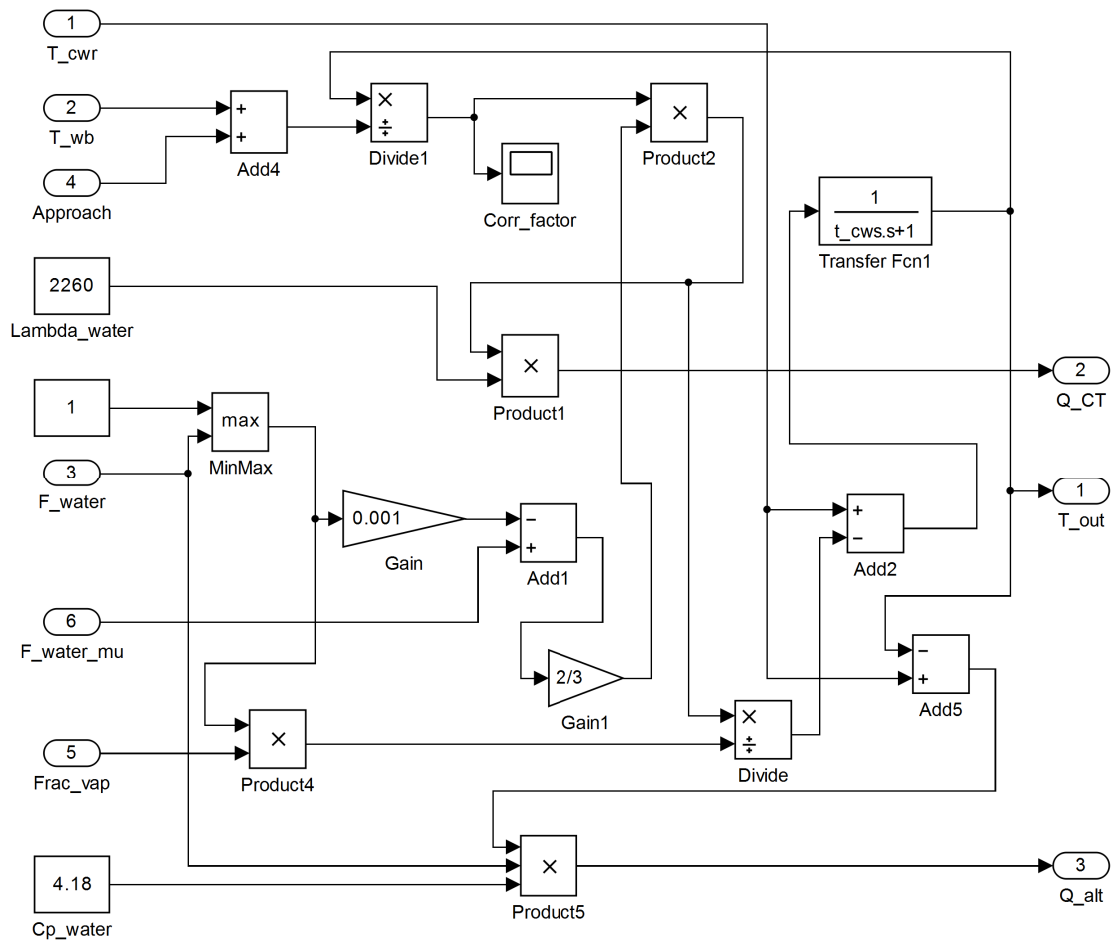 1
T_cwr
2
T_wb
4
Approach
+
+
Add4
×
÷
Divide1
Corr_factor
×
Product2
1
t_cws.s+1
Transfer Fcn1
2260
Lambda_water
×
Product1
2
Q_CT
1
max
MinMax
3
F_water
0.001
Gain
−
+
Add1
+
−
Add2
1
T_out
6
F_water_mu
2/3
Gain1
−
+
Add5
×
÷
Divide
5
Frac_vap
×
Product4
4.18
Cp_water
×
Product5
3
Q_alt